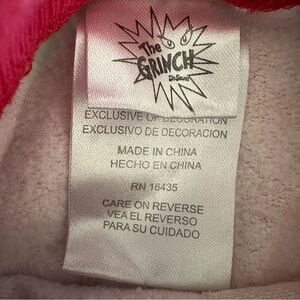 The
GRINCH
Dr. Seuss
EXCLUSIVE OF DECORATION
EXCLUSIVO DE DECORACION
MADE IN CHINA
HECHO EN CHINA
RN 16435
CARE ON REVERSE
VEA EL REVERSO
PARA SU CUIDADO